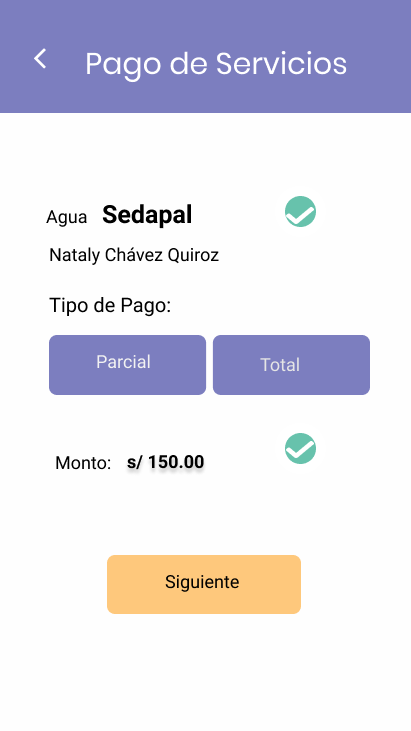 Pago de Servicios
Agua Sedapal
Nataly Chávez Quiroz
Tipo de Pago:
Parcial Total
Monto: s/ 150.00
Siguiente